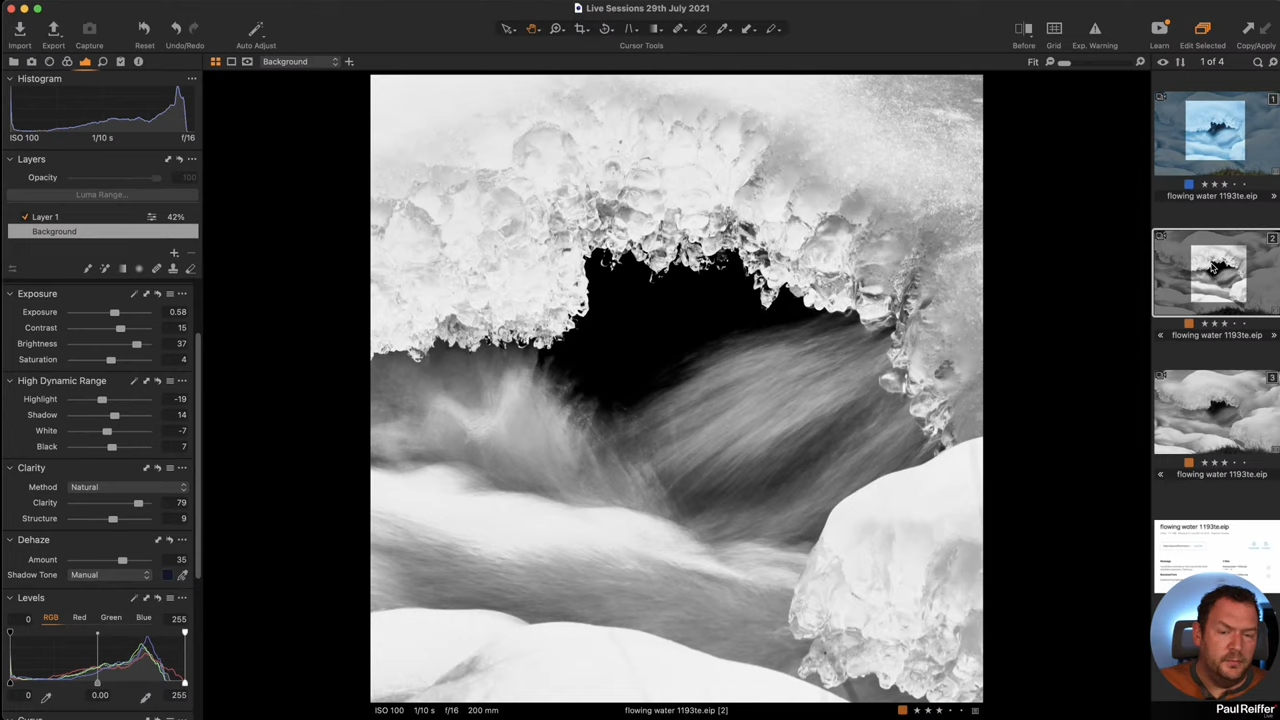 Live Sessions 29th July 2021
Import Export Capture Reset Undo/Redo Auto Adjust Cursor Tools Before Grid Exp. Warning Learn Edit Selected Copy/Apply
Background
Fit
1 of 4
Histogram
ISO 100 1/10 s f/16
Layers
Opacity 100
Luma Range...
Layer 1 42%
Background
Exposure
Exposure 0.58
Contrast 15
Brightness 37
Saturation 4
High Dynamic Range
Highlight -19
Shadow 14
White -7
Black 7
Clarity
Method Natural
Clarity 79
Structure 9
Dehaze
Amount 35
Shadow Tone Manual
Levels
0 RGB Red Green Blue 255
0 0.00 255
ISO 100 1/10 s f/16 200 mm flowing water 1193te.eip [2]
1
flowing water 1193te.eip
2
flowing water 1193te.eip
3
flowing water 1193te.eip
flowing water 1193te.eip
PaulReiffer
Live